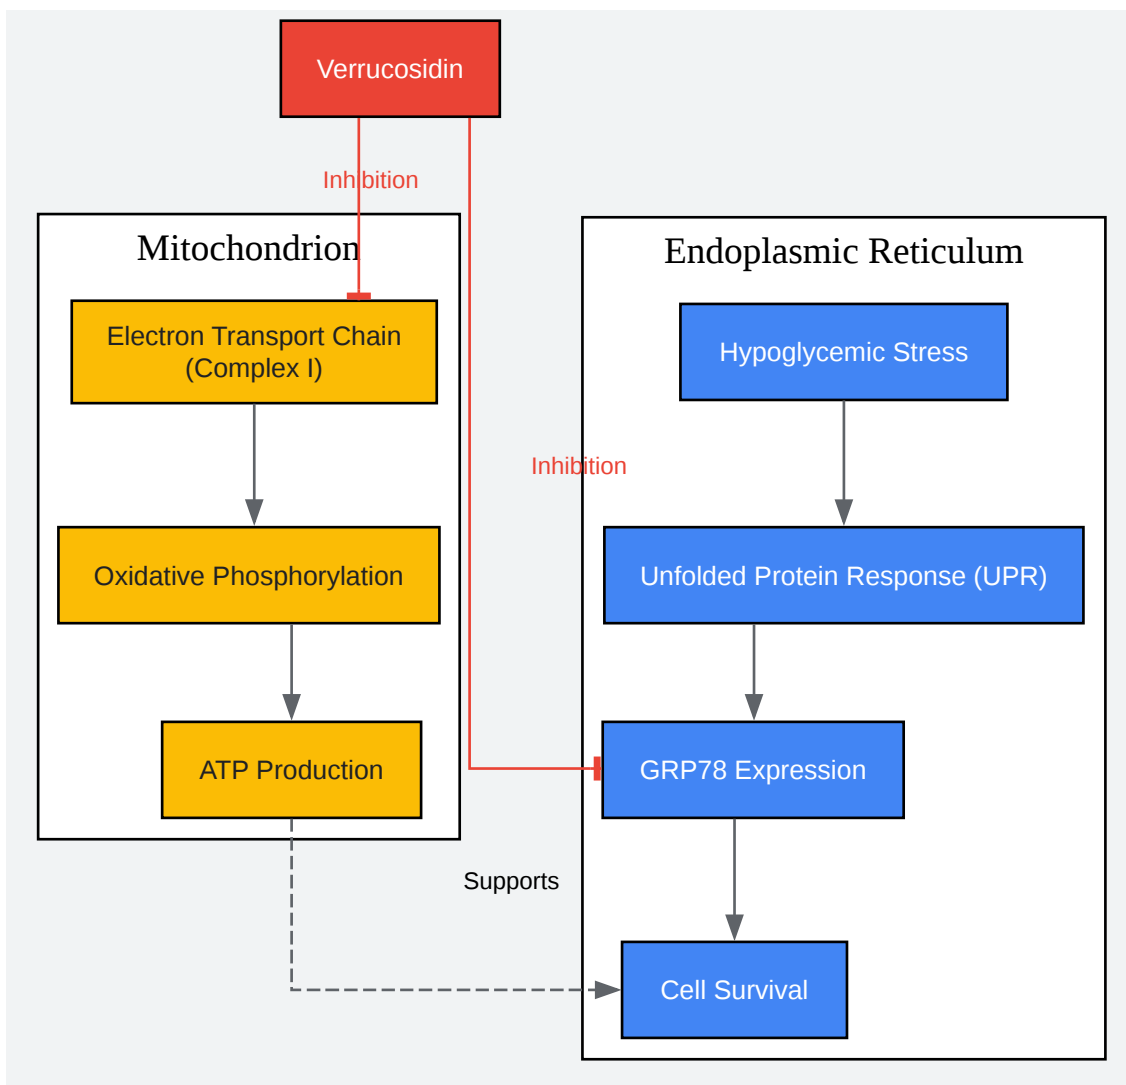 Verrucosidin
Inhibition
Mitochondrion
Electron Transport Chain
(Complex I)
Oxidative Phosphorylation
ATP Production
Endoplasmic Reticulum
Hypoglycemic Stress
Inhibition
Unfolded Protein Response (UPR)
GRP78 Expression
Supports
Cell Survival